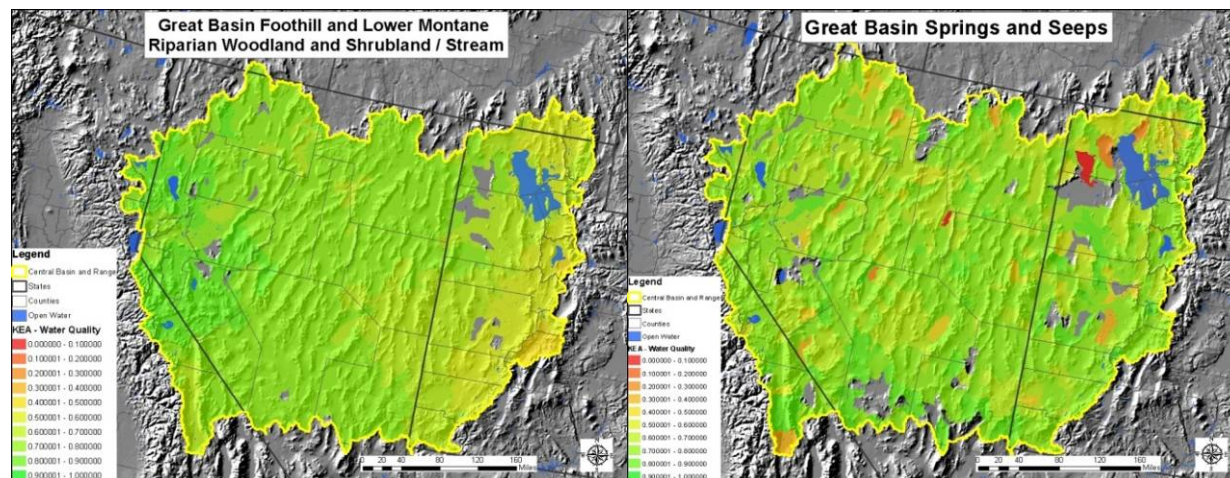 Great Basin Foothill and Lower Montane
Riparian Woodland and Shrubland / Stream
Legend
Central Basin and Range
States
Counties
Open Water
KEA - Water Quality
0.000000 - 0.100000
0.100001 - 0.200000
0.200001 - 0.300000
0.300001 - 0.400000
0.400001 - 0.500000
0.500001 - 0.600000
0.600001 - 0.700000
0.700001 - 0.800000
0.800001 - 0.900000
0.900001 - 1.000000
0 20 40 80 120 160
Miles
Great Basin Springs and Seeps
Legend
Central Basin and Range
States
Counties
Open Water
KEA - Water Quality
0.000000 - 0.100000
0.100001 - 0.200000
0.200001 - 0.300000
0.300001 - 0.400000
0.400001 - 0.500000
0.500001 - 0.600000
0.600001 - 0.700000
0.700001 - 0.800000
0.800001 - 0.900000
0.900001 - 1.000000
0 20 40 80 120 160
Miles